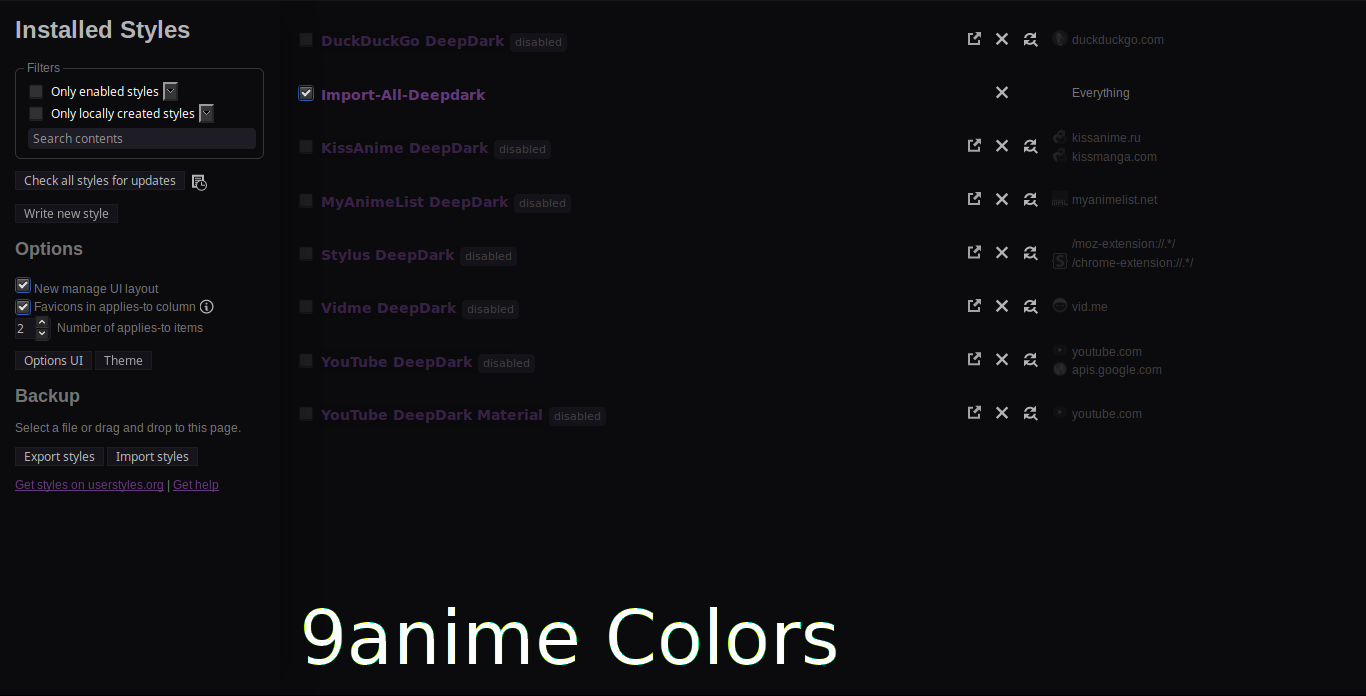 Installed Styles
Filters
Only enabled styles
Only locally created styles
Search contents
Check all styles for updates
Write new style
Options
New manage UI layout
Favicons in applies-to column
2 Number of applies-to items
Options UI Theme
Backup
Select a file or drag and drop to this page.
Export styles Import styles
Get styles on userstyles.org | Get help
DuckDuckGo DeepDark disabled duckduckgo.com
Import-All-Deepdark Everything
KissAnime DeepDark disabled kissanime.ru
kissmanga.com
MyAnimeList DeepDark disabled myanimelist.net
Stylus DeepDark disabled /moz-extension://.*/
/chrome-extension://.*/
Vidme DeepDark disabled vid.me
YouTube DeepDark disabled youtube.com
apis.google.com
YouTube DeepDark Material disabled youtube.com
9anime Colors